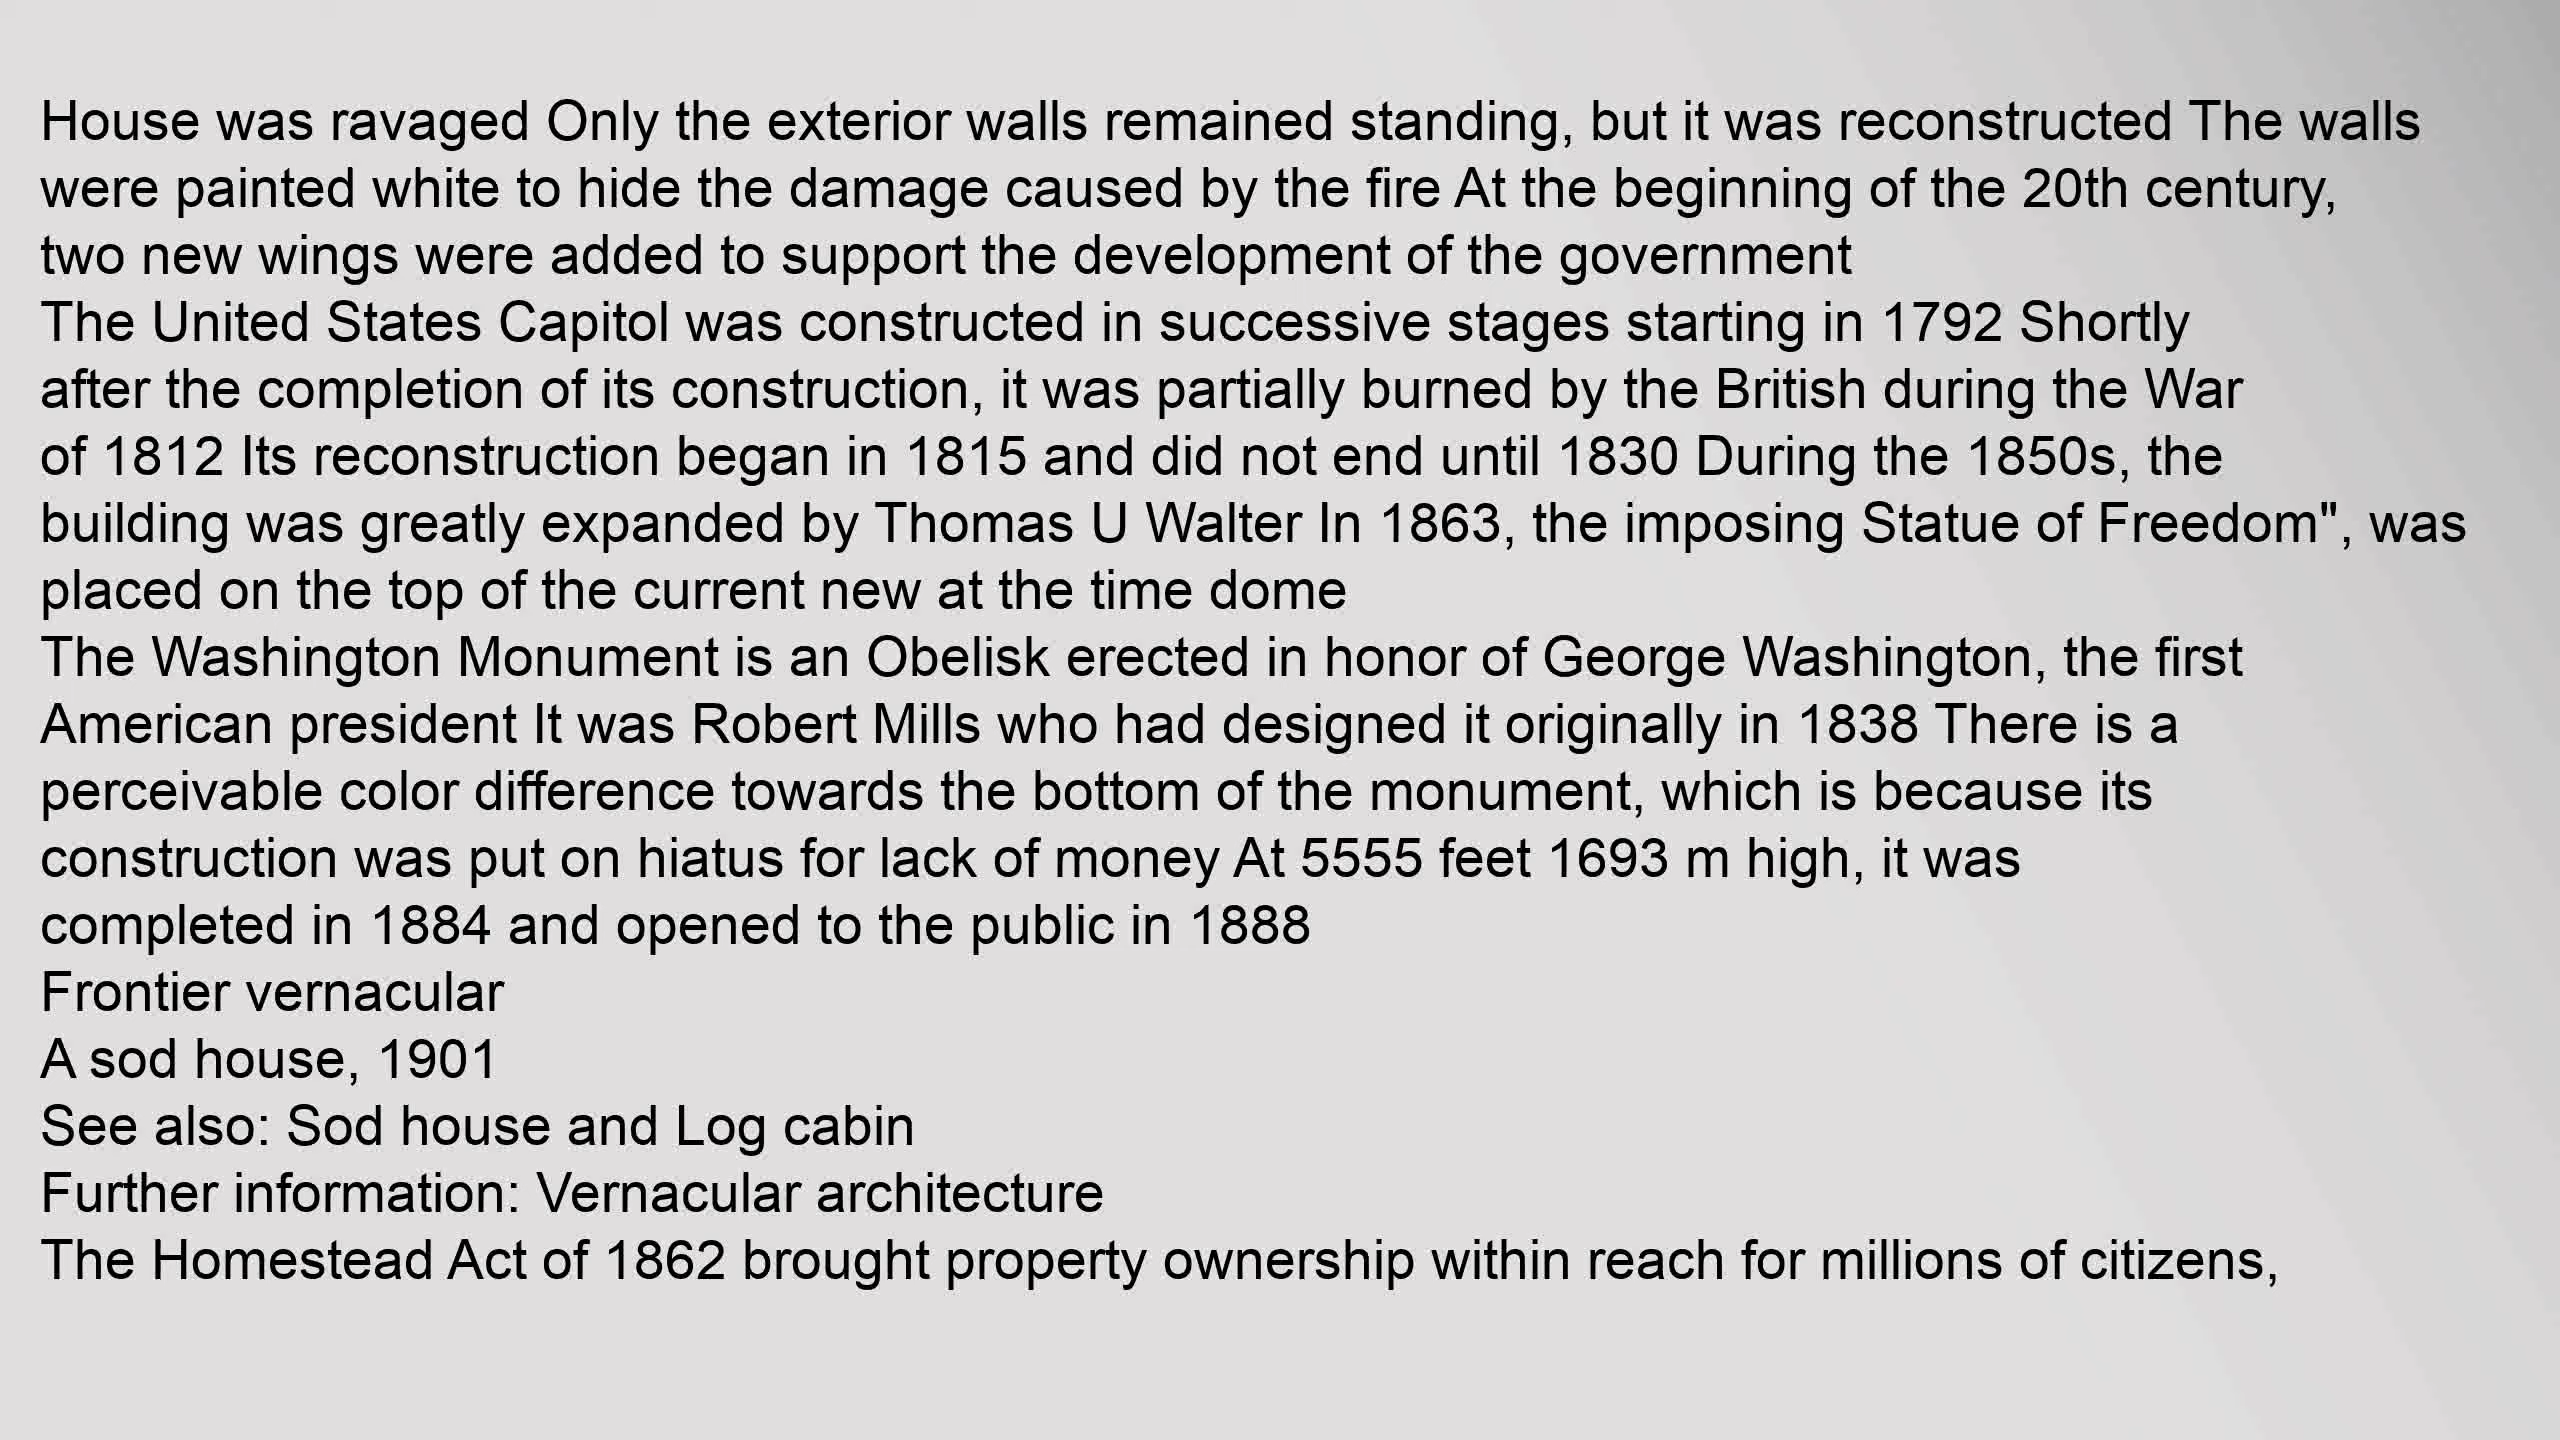 House was ravaged Only the exterior walls remained standing, but it was reconstructed The walls
were painted white to hide the damage caused by the fire At the beginning of the 20th century,
two new wings were added to support the development of the government
The United States Capitol was constructed in successive stages starting in 1792 Shortly
after the completion of its construction, it was partially burned by the British during the War
of 1812 Its reconstruction began in 1815 and did not end until 1830 During the 1850s, the
building was greatly expanded by Thomas U Walter In 1863, the imposing Statue of Freedom", was
placed on the top of the current new at the time dome
The Washington Monument is an Obelisk erected in honor of George Washington, the first
American president It was Robert Mills who had designed it originally in 1838 There is a
perceivable color difference towards the bottom of the monument, which is because its
construction was put on hiatus for lack of money At 5555 feet 1693 m high, it was
completed in 1884 and opened to the public in 1888
Frontier vernacular
A sod house, 1901
See also: Sod house and Log cabin
Further information: Vernacular architecture
The Homestead Act of 1862 brought property ownership within reach for millions of citizens,